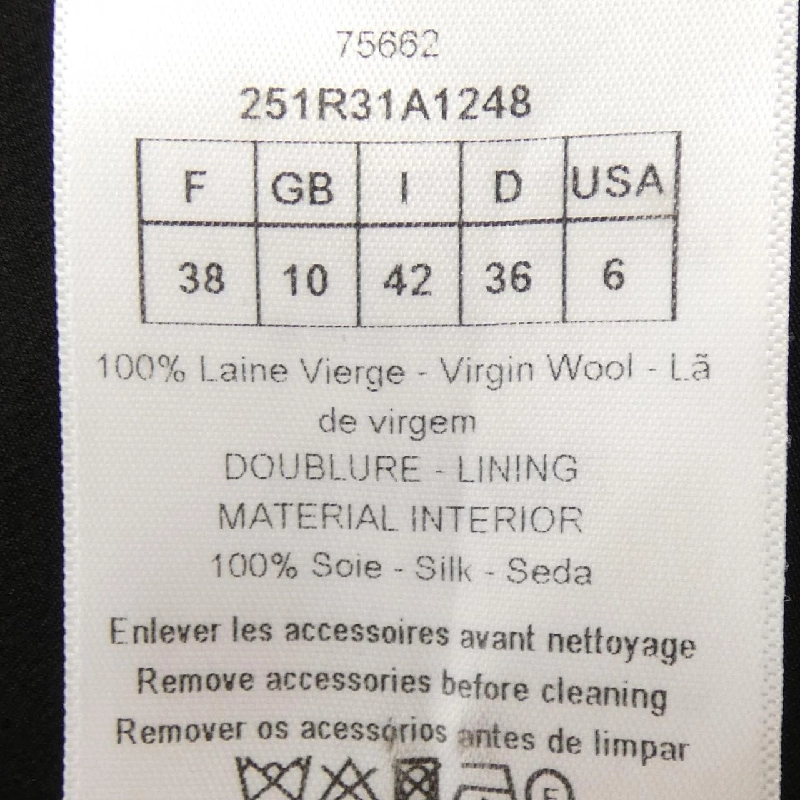 75662
251R31A1248
F GB I D USA
38 10 42 36 6
100% Laine Vierge - Virgin Wool - Lã
de virgem
DOUBLURE - LINING
MATERIAL INTERIOR
100% Soie - Silk - Seda
Enlever les accessoires avant nettoyage
Remove accessories before cleaning
Remover os acessórios antes de limpar